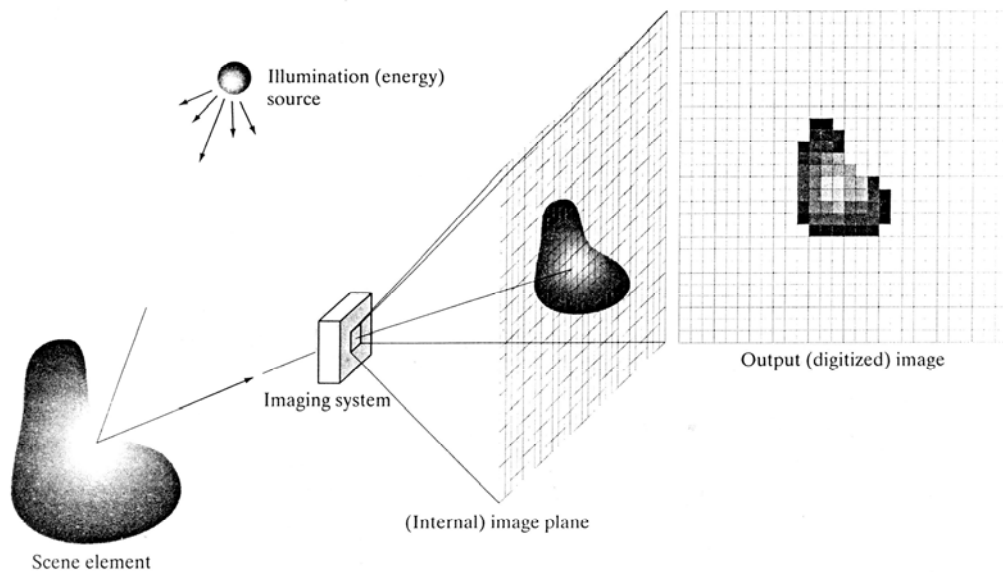 Illumination (energy)
source
Imaging system
Output (digitized) image
(Internal) image plane
Scene element